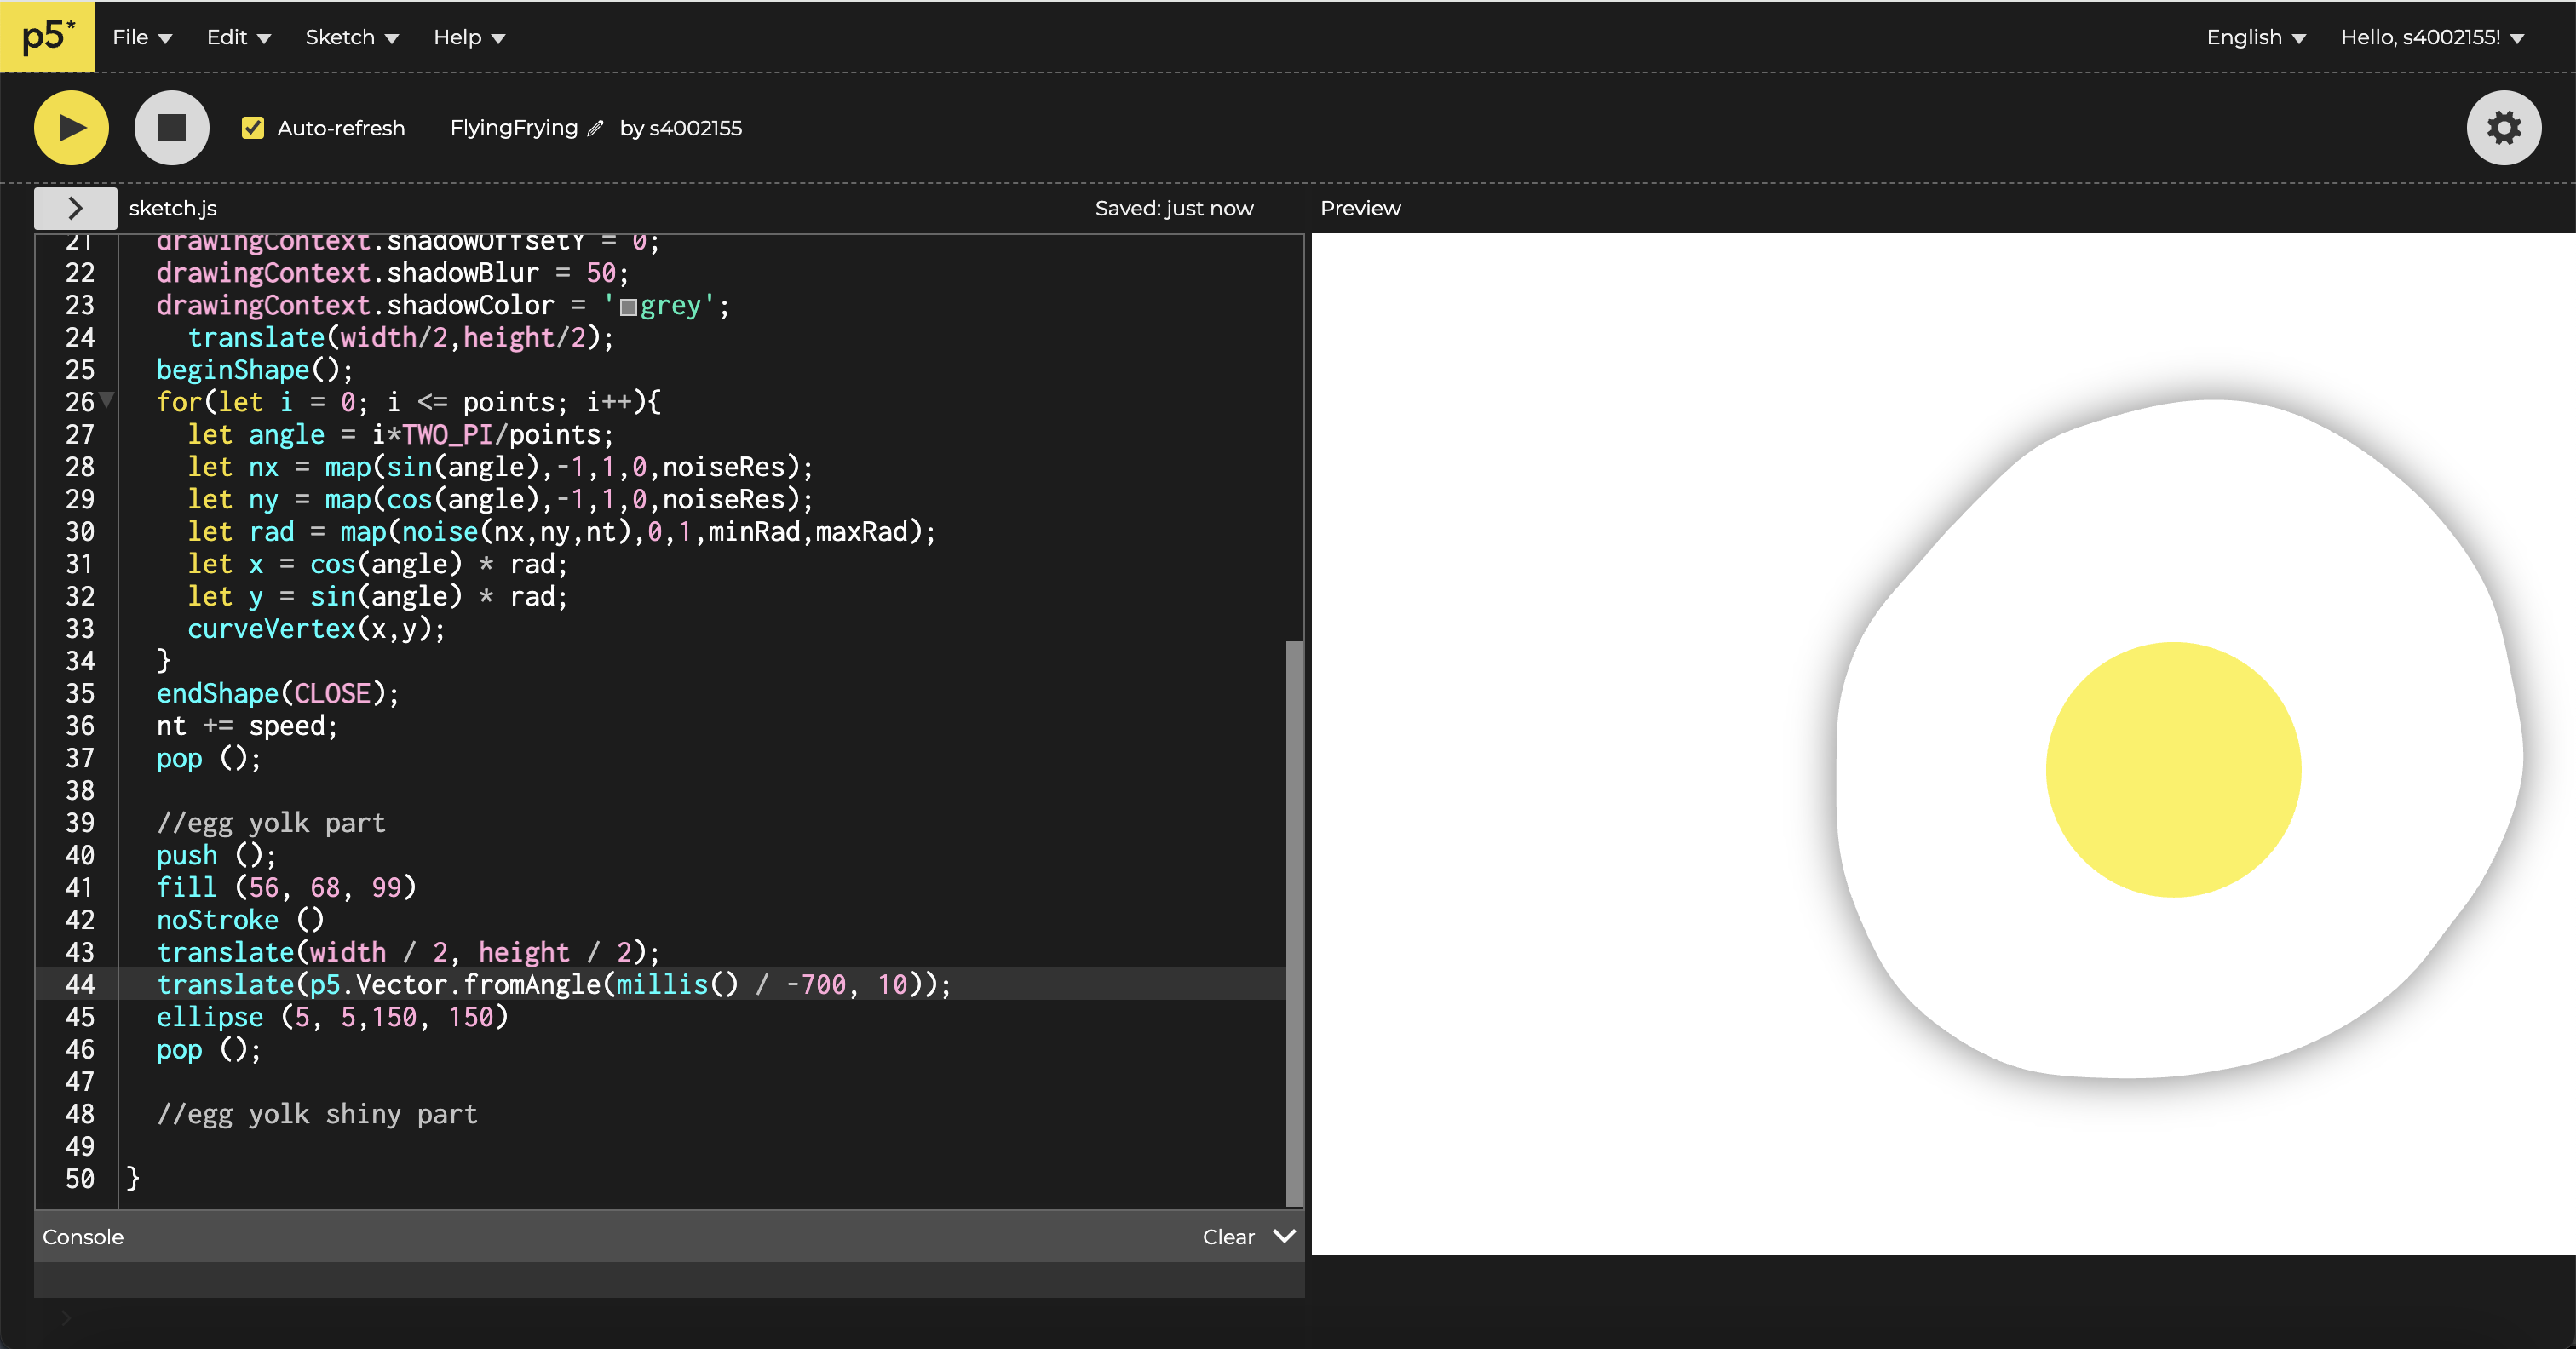 p5* File Edit Sketch Help English Hello, s4002155!
Auto-refresh FlyingFrying by s4002155
sketch.js Saved: just now Preview
21 drawingContext.shadowOffsetY = 0;
22 drawingContext.shadowBlur = 50;
23 drawingContext.shadowColor = 'grey';
24 translate(width/2,height/2);
25 beginShape();
26 for(let i = 0; i <= points; i++){
27 let angle = i*TWO_PI/points;
28 let nx = map(sin(angle),-1,1,0,noiseRes);
29 let ny = map(cos(angle),-1,1,0,noiseRes);
30 let rad = map(noise(nx,ny,nt),0,1,minRad,maxRad);
31 let x = cos(angle) * rad;
32 let y = sin(angle) * rad;
33 curveVertex(x,y);
34 }
35 endShape(CLOSE);
36 nt += speed;
37 pop ();
38
39 //egg yolk part
40 push ();
41 fill (56, 68, 99)
42 noStroke ()
43 translate(width / 2, height / 2);
44 translate(p5.Vector.fromAngle(millis() / -700, 10));
45 ellipse (5, 5,150, 150)
46 pop ();
47
48 //egg yolk shiny part
49
50 }
Console Clear